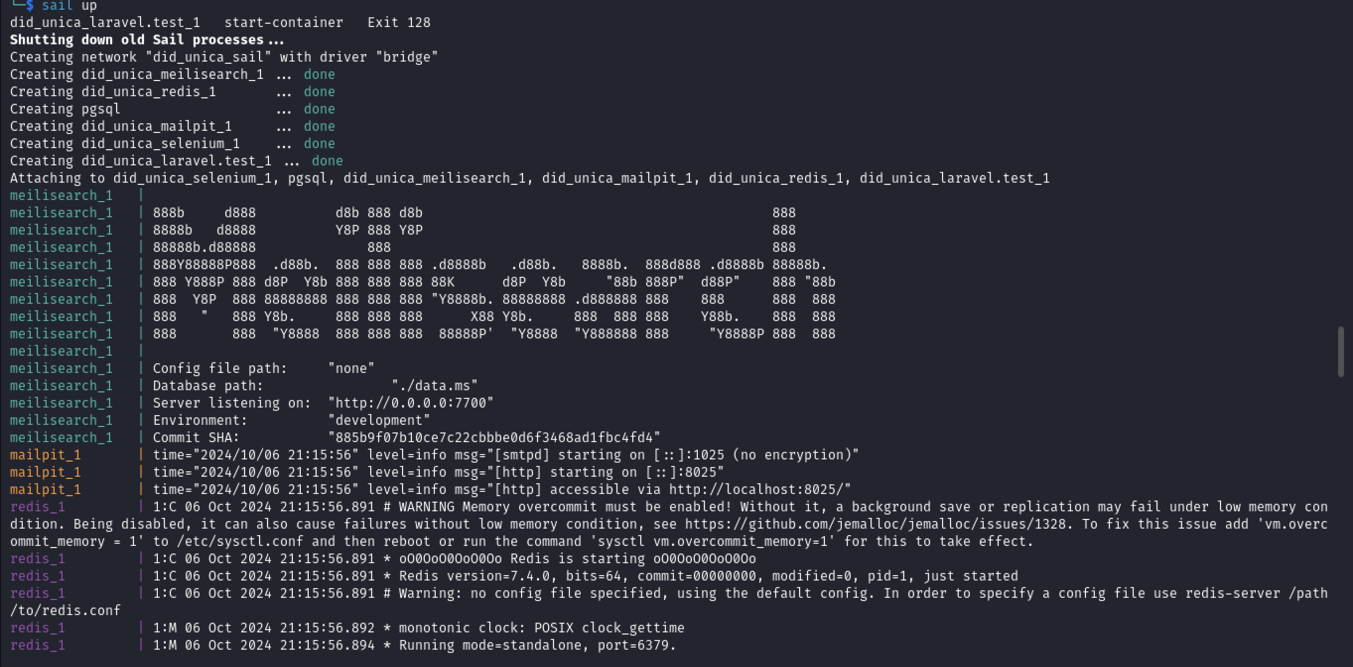 └─$ sail up
did_unica_laravel.test_1   start-container   Exit 128
Shutting down old Sail processes...
Creating network "did_unica_sail" with driver "bridge"
Creating did_unica_meilisearch_1 ... done
Creating did_unica_redis_1       ... done
Creating pgsql                   ... done
Creating did_unica_mailpit_1     ... done
Creating did_unica_selenium_1    ... done
Creating did_unica_laravel.test_1 ... done
Attaching to did_unica_selenium_1, pgsql, did_unica_meilisearch_1, did_unica_mailpit_1, did_unica_redis_1, did_unica_laravel.test_1
meilisearch_1   |
meilisearch_1   | 888b     d888          d8b 888 d8b                                            888
meilisearch_1   | 8888b   d8888          Y8P 888 Y8P                                            888
meilisearch_1   | 88888b.d88888              888                                                888
meilisearch_1   | 888Y88888P888  .d88b.  888 888 888 .d8888b   .d88b.   8888b.  888d888 .d8888b 88888b.
meilisearch_1   | 888 Y888P 888 d8P  Y8b 888 888 888 88K      d8P  Y8b     "88b 888P"  d88P"    888 "88b
meilisearch_1   | 888  Y8P  888 88888888 888 888 888 "Y8888b. 88888888 .d888888 888    888      888  888
meilisearch_1   | 888   "   888 Y8b.     888 888 888      X88 Y8b.     888  888 888    Y88b.    888  888
meilisearch_1   | 888       888  "Y8888  888 888 888  88888P'  "Y8888  "Y888888 888     "Y8888P 888  888
meilisearch_1   |
meilisearch_1   | Config file path:     "none"
meilisearch_1   | Database path:                "./data.ms"
meilisearch_1   | Server listening on:  "http://0.0.0.0:7700"
meilisearch_1   | Environment:          "development"
meilisearch_1   | Commit SHA:           "885b9f07b10ce7c22cbbbe0d6f3468ad1fbc4fd4"
mailpit_1       | time="2024/10/06 21:15:56" level=info msg="[smtpd] starting on [::]:1025 (no encryption)"
mailpit_1       | time="2024/10/06 21:15:56" level=info msg="[http] starting on [::]:8025"
mailpit_1       | time="2024/10/06 21:15:56" level=info msg="[http] accessible via http://localhost:8025/"
redis_1         | 1:C 06 Oct 2024 21:15:56.891 # WARNING Memory overcommit must be enabled! Without it, a background save or replication may fail under low memory con
dition. Being disabled, it can also cause failures without low memory condition, see https://github.com/jemalloc/jemalloc/issues/1328. To fix this issue add 'vm.overc
ommit_memory = 1' to /etc/sysctl.conf and then reboot or run the command 'sysctl vm.overcommit_memory=1' for this to take effect.
redis_1         | 1:C 06 Oct 2024 21:15:56.891 * oO0OoO0OoO0Oo Redis is starting oO0OoO0OoO0Oo
redis_1         | 1:C 06 Oct 2024 21:15:56.891 * Redis version=7.4.0, bits=64, commit=00000000, modified=0, pid=1, just started
redis_1         | 1:C 06 Oct 2024 21:15:56.891 # Warning: no config file specified, using the default config. In order to specify a config file use redis-server /path
/to/redis.conf
redis_1         | 1:M 06 Oct 2024 21:15:56.892 * monotonic clock: POSIX clock_gettime
redis_1         | 1:M 06 Oct 2024 21:15:56.894 * Running mode=standalone, port=6379.